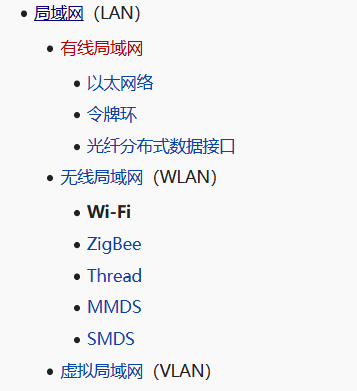 局域网（LAN）
有线局域网
以太网络
令牌环
光纤分布式数据接口
无线局域网（WLAN）
Wi-Fi
ZigBee
Thread
MMDS
SMDS
虚拟局域网（VLAN）